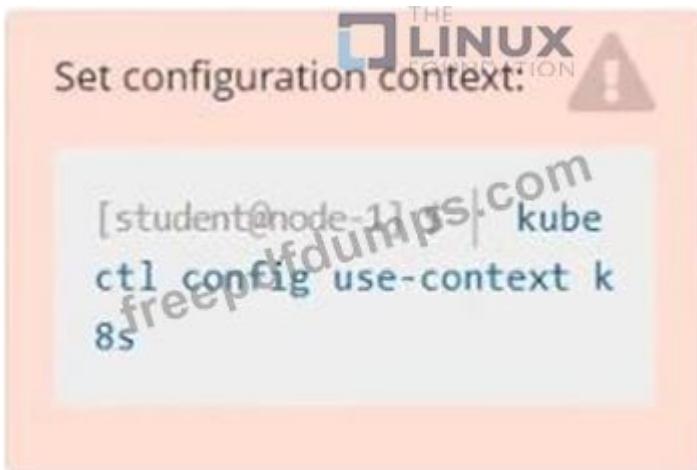 THE
LINUX
FOUNDATION
Set configuration context:
[student@node-1] $ | kube
ctl config use-context k
8s
freepdfdumps.com